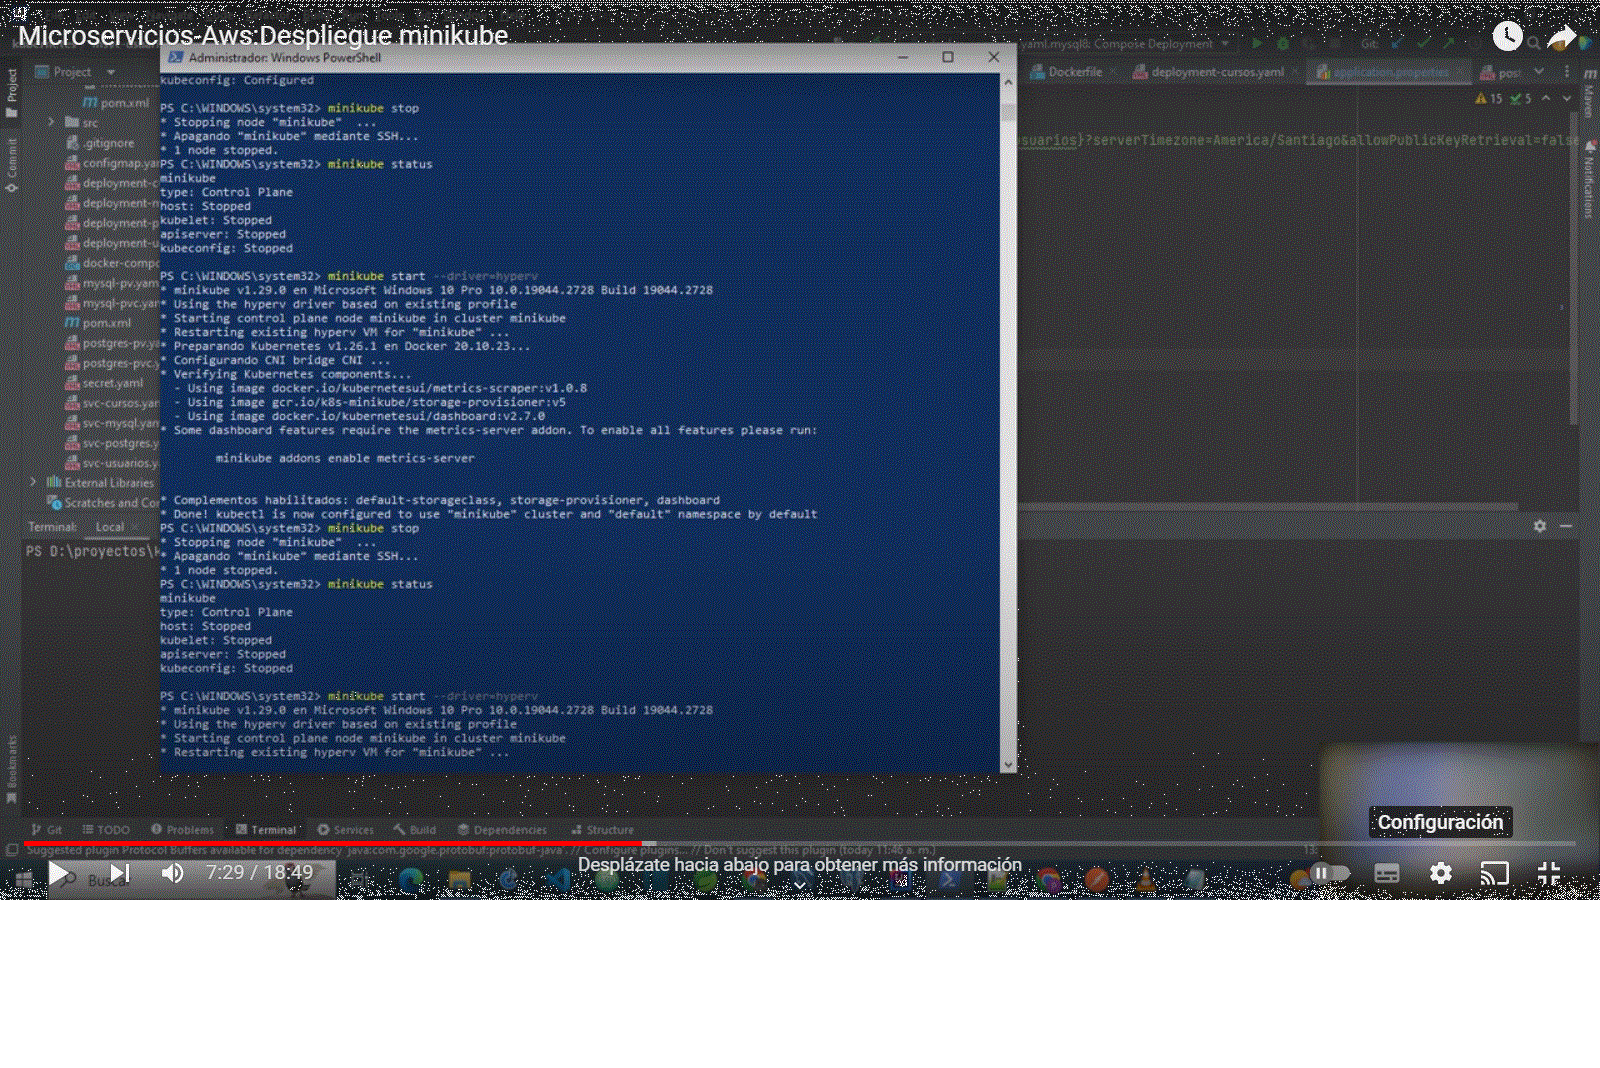 Microservicios-Aws:Despliegue minikube
Administrador: Windows PowerShell
yaml.mysql8: Compose Deployment
Git:
Project
Dockerfile
deployment-cursos.yaml
application.properties
pos
15
5
Project
Commit
Bookmarks
Maven
Notifications
pom.xml
src
.gitignore
configmap.yar
deployment-c
deployment-n
deployment-p
deployment-u
docker-compo
mysql-pv.yam
mysql-pvc.yar
pom.xml
postgres-pv.ya
postgres-pvc.y
secret.yaml
svc-cursos.yar
svc-mysql.yan
svc-postgres.y
svc-usuarios.y
External Libraries
Scratches and Cor
Terminal:
Local
PS D:\proyectos\k
suarios}?serverTimezone=America/Santiago&allowPublicKeyRetrieval=false
kubeconfig: Configured
PS C:\WINDOWS\system32> minikube stop
* Stopping node "minikube" ...
* Apagando "minikube" mediante SSH...
* 1 node stopped.
PS C:\WINDOWS\system32> minikube status
minikube
type: Control Plane
host: Stopped
kubelet: Stopped
apiserver: Stopped
kubeconfig: Stopped
PS C:\WINDOWS\system32> minikube start --driver=hyperv
* minikube v1.29.0 en Microsoft Windows 10 Pro 10.0.19044.2728 Build 19044.2728
* Using the hyperv driver based on existing profile
* Starting control plane node minikube in cluster minikube
* Restarting existing hyperv VM for "minikube" ...
* Preparando Kubernetes v1.26.1 en Docker 20.10.23...
* Configurando CNI bridge CNI ...
* Verifying Kubernetes components...
- Using image docker.io/kubernetesui/metrics-scraper:v1.0.8
- Using image gcr.io/k8s-minikube/storage-provisioner:v5
- Using image docker.io/kubernetesui/dashboard:v2.7.0
* Some dashboard features require the metrics-server addon. To enable all features please run:
minikube addons enable metrics-server
* Complementos habilitados: default-storageclass, storage-provisioner, dashboard
* Done! kubectl is now configured to use "minikube" cluster and "default" namespace by default
PS C:\WINDOWS\system32> minikube stop
* Stopping node "minikube" ...
* Apagando "minikube" mediante SSH...
* 1 node stopped.
PS C:\WINDOWS\system32> minikube status
minikube
type: Control Plane
host: Stopped
kubelet: Stopped
apiserver: Stopped
kubeconfig: Stopped
PS C:\WINDOWS\system32> minikube start --driver=hyperv
* minikube v1.29.0 en Microsoft Windows 10 Pro 10.0.19044.2728 Build 19044.2728
* Using the hyperv driver based on existing profile
* Starting control plane node minikube in cluster minikube
* Restarting existing hyperv VM for "minikube" ...
Configuración
Git
TODO
Problems
Terminal
Services
Build
Dependencies
Structure
Suggested plugin Protocol Buffers available for dependency 'java:com.google.protobuf:protobuf-java'. // Configure plugins... // Don't suggest this plugin (today 11:46 a. m.)
13:
Busca
7:29 / 18:49
Desplázate hacia abajo para obtener más información